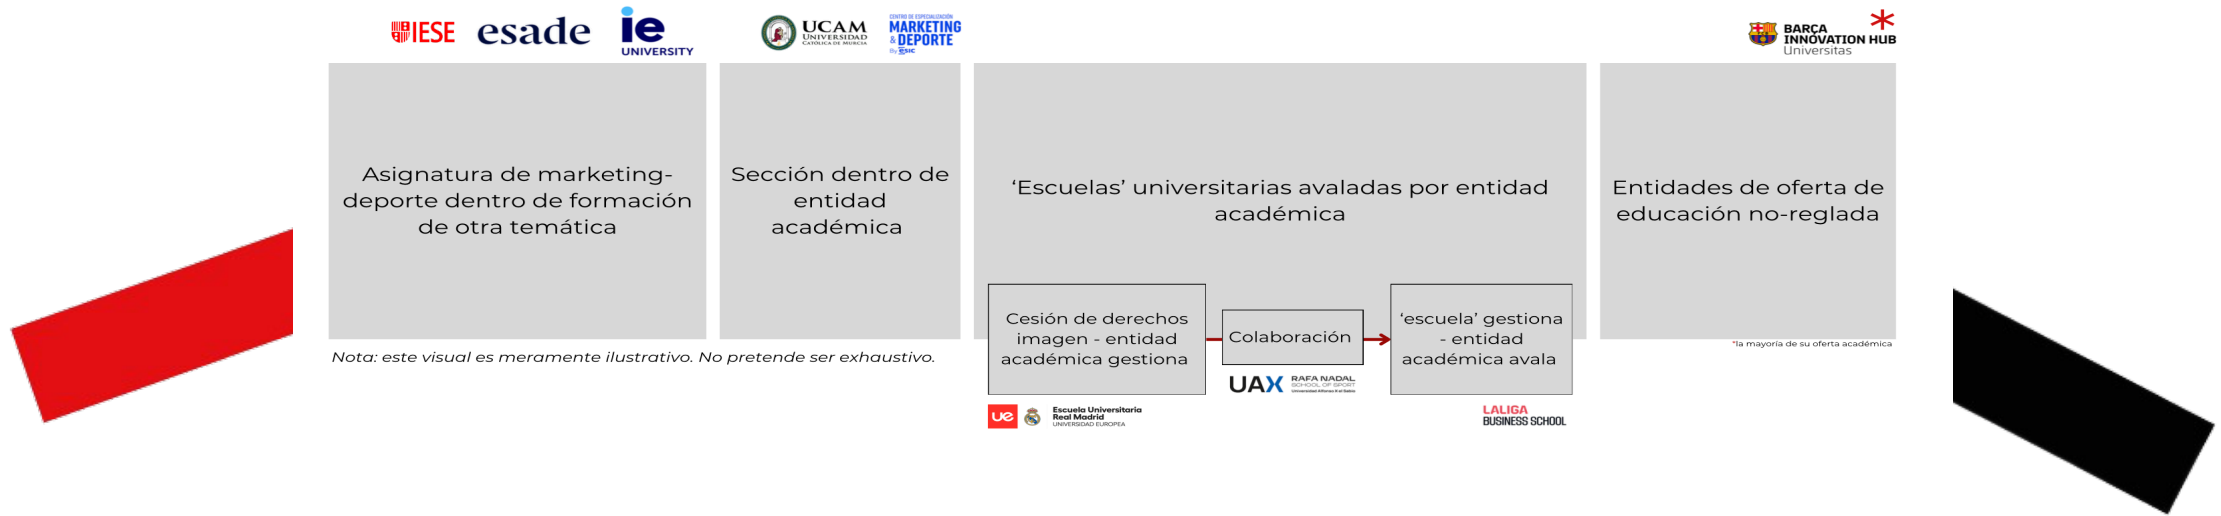 IESE
esade
ie
UNIVERSITY
UCAM
UNIVERSIDAD
CATÓLICA DE MURCIA
CENTRO DE ESPECIALIZACIÓN
MARKETING
& DEPORTE
By ESIC
BARÇA
INNOVATION HUB
Universitas
*
Asignatura de marketing-
deporte dentro de formación
de otra temática
Sección dentro de
entidad
académica
‘Escuelas’ universitarias avaladas por entidad
académica
Entidades de oferta de
educación no-reglada
Cesión de derechos
imagen - entidad
académica gestiona
Colaboración
‘escuela’ gestiona
- entidad
académica avala
*la mayoría de su oferta académica
Nota: este visual es meramente ilustrativo. No pretende ser exhaustivo.
UAX
RAFA NADAL
SCHOOL OF SPORT
Universidad Alfonso X el Sabio
ue
Escuela Universitaria
Real Madrid
UNIVERSIDAD EUROPEA
LALIGA
BUSINESS SCHOOL